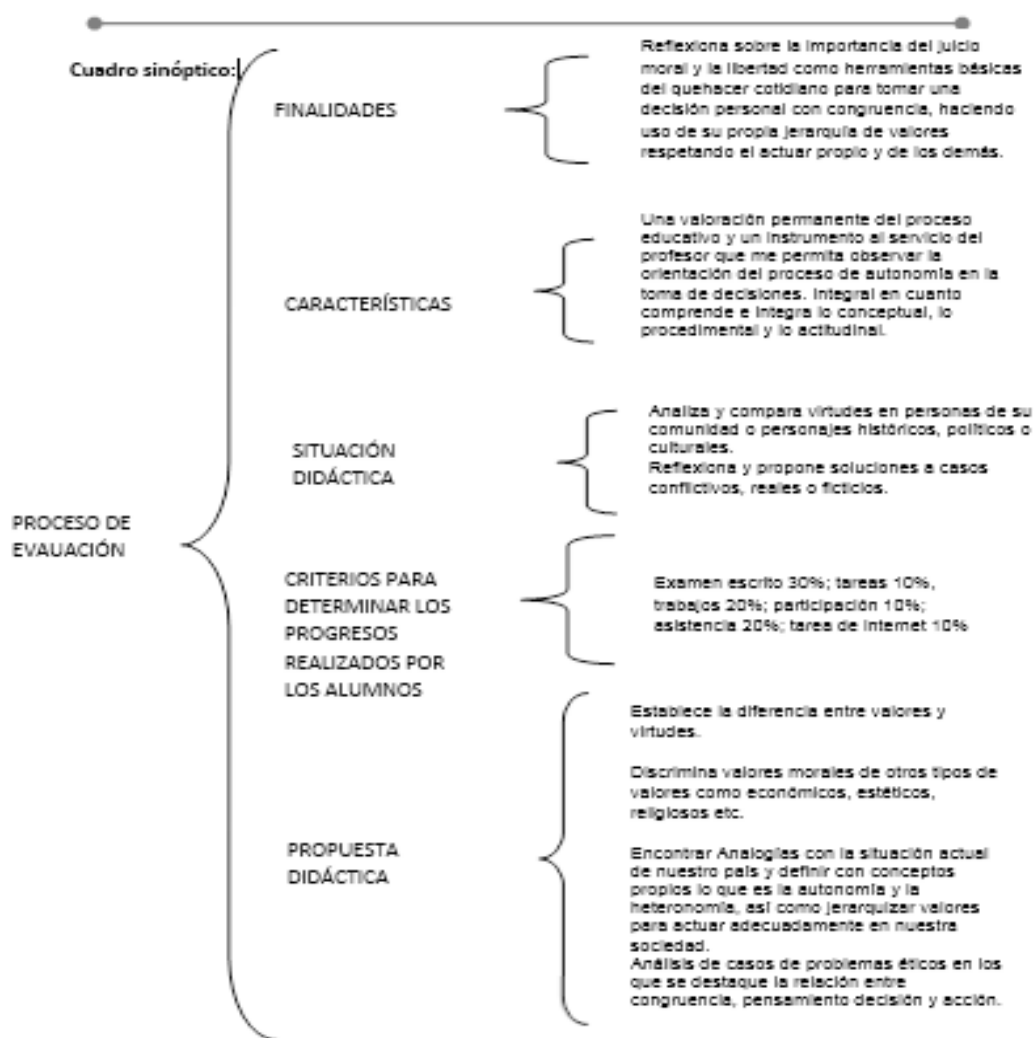 Cuadro sinóptico:
FINALIDADES
Reflexiona sobre la importancia del juicio
moral y la libertad como herramientas básicas
del quehacer cotidiano para tomar una
decisión personal con congruencia, haciendo
uso de su propia jerarquía de valores
respetando el actuar propio y de los demás.
CARACTERÍSTICAS
Una valoración permanente del proceso
educativo y un instrumento al servicio del
profesor que me permita observar la
orientación del proceso de autonomía en la
toma de decisiones. Integral en cuanto
comprende e integra lo conceptual, lo
procedimental y lo actitudinal.
SITUACIÓN
DIDÁCTICA
Analiza y compara virtudes en personas de su
comunidad o personajes históricos, políticos o
culturales.
Reflexiona y propone soluciones a casos
conflictivos, reales o ficticios.
PROCESO DE
EVAUACIÓN
CRITERIOS PARA
DETERMINAR LOS
PROGRESOS
REALIZADOS POR
LOS ALUMNOS
Examen escrito 30%; tareas 10%,
trabajos 20%; participación 10%;
asistencia 20%; tarea de internet 10%
PROPUESTA
DIDÁCTICA
Establece la diferencia entre valores y
virtudes.
Discrimina valores morales de otros tipos de
valores como económicos, estéticos,
religiosos etc.
Encontrar Analogías con la situación actual
de nuestro país y definir con conceptos
propios lo que es la autonomía y la
heteronomía, así como jerarquizar valores
para actuar adecuadamente en nuestra
sociedad.
Análisis de casos de problemas éticos en los
que se destaque la relación entre
congruencia, pensamiento decisión y acción.